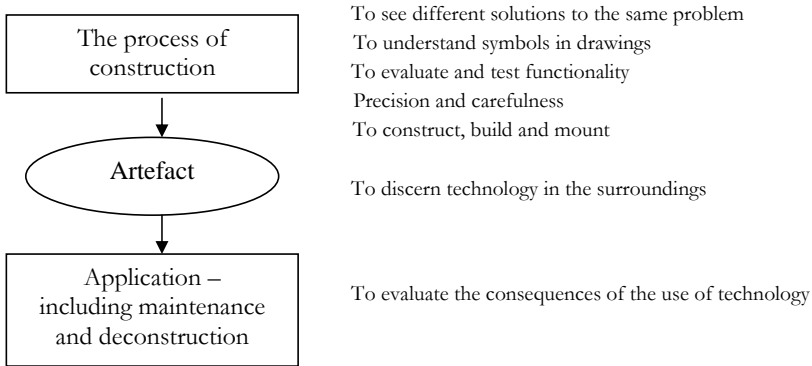 The process of
construction
To see different solutions to the same problem
To understand symbols in drawings
To evaluate and test functionality
Precision and carefulness
To construct, build and mount
Artefact
To discern technology in the surroundings
Application –
including maintenance
and deconstruction
To evaluate the consequences of the use of technology